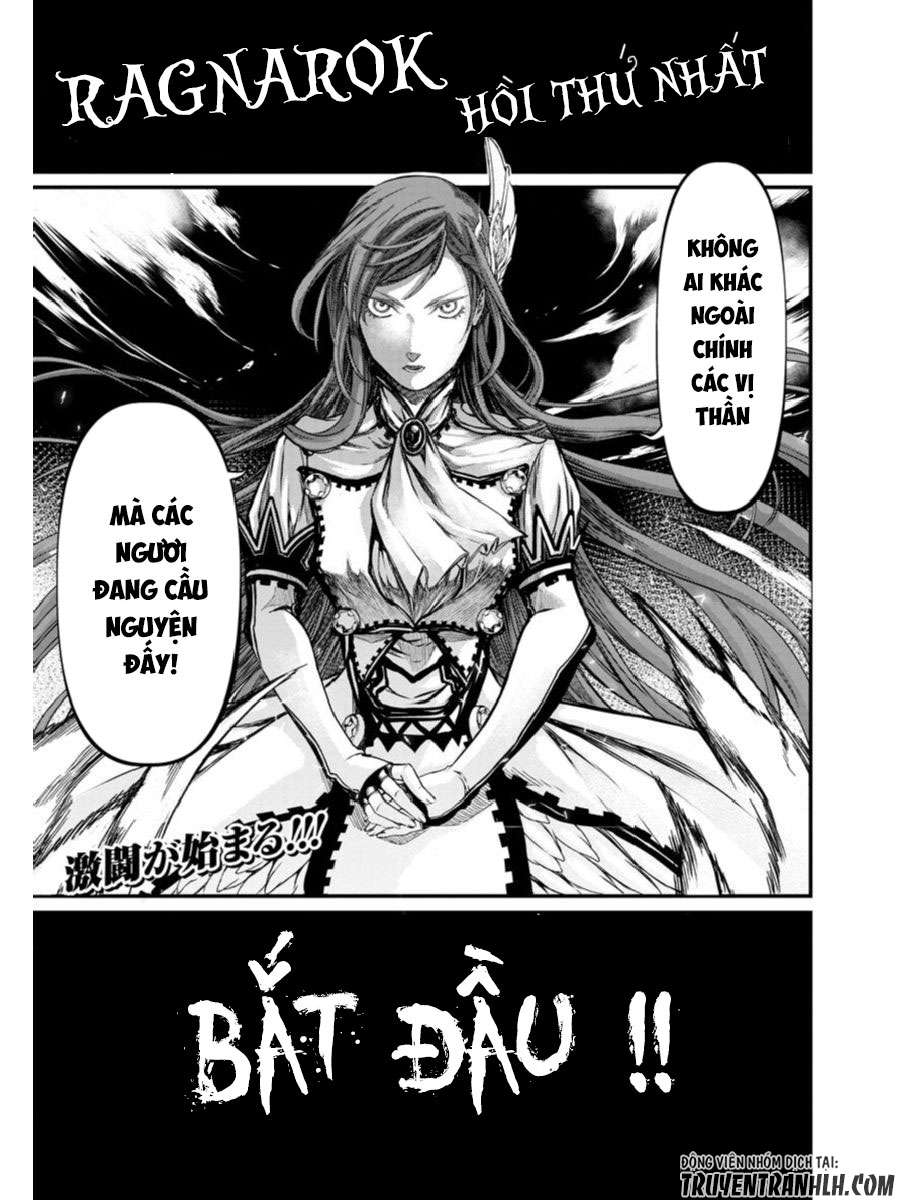 RAGNAROK
HỒI THỨ NHẤT
KHÔNG
AI KHÁC
NGOÀI
CHÍNH
CÁC VỊ
THẦN
MÀ CÁC
NGƯƠI
ĐANG CẦU
NGUYỆN
ĐẤY!
激闘が始まる!!!
BẮT ĐẦU !!
ĐỘNG VIÊN NHÓM DỊCH TẠI:
TRUYENTRANHLH.COM